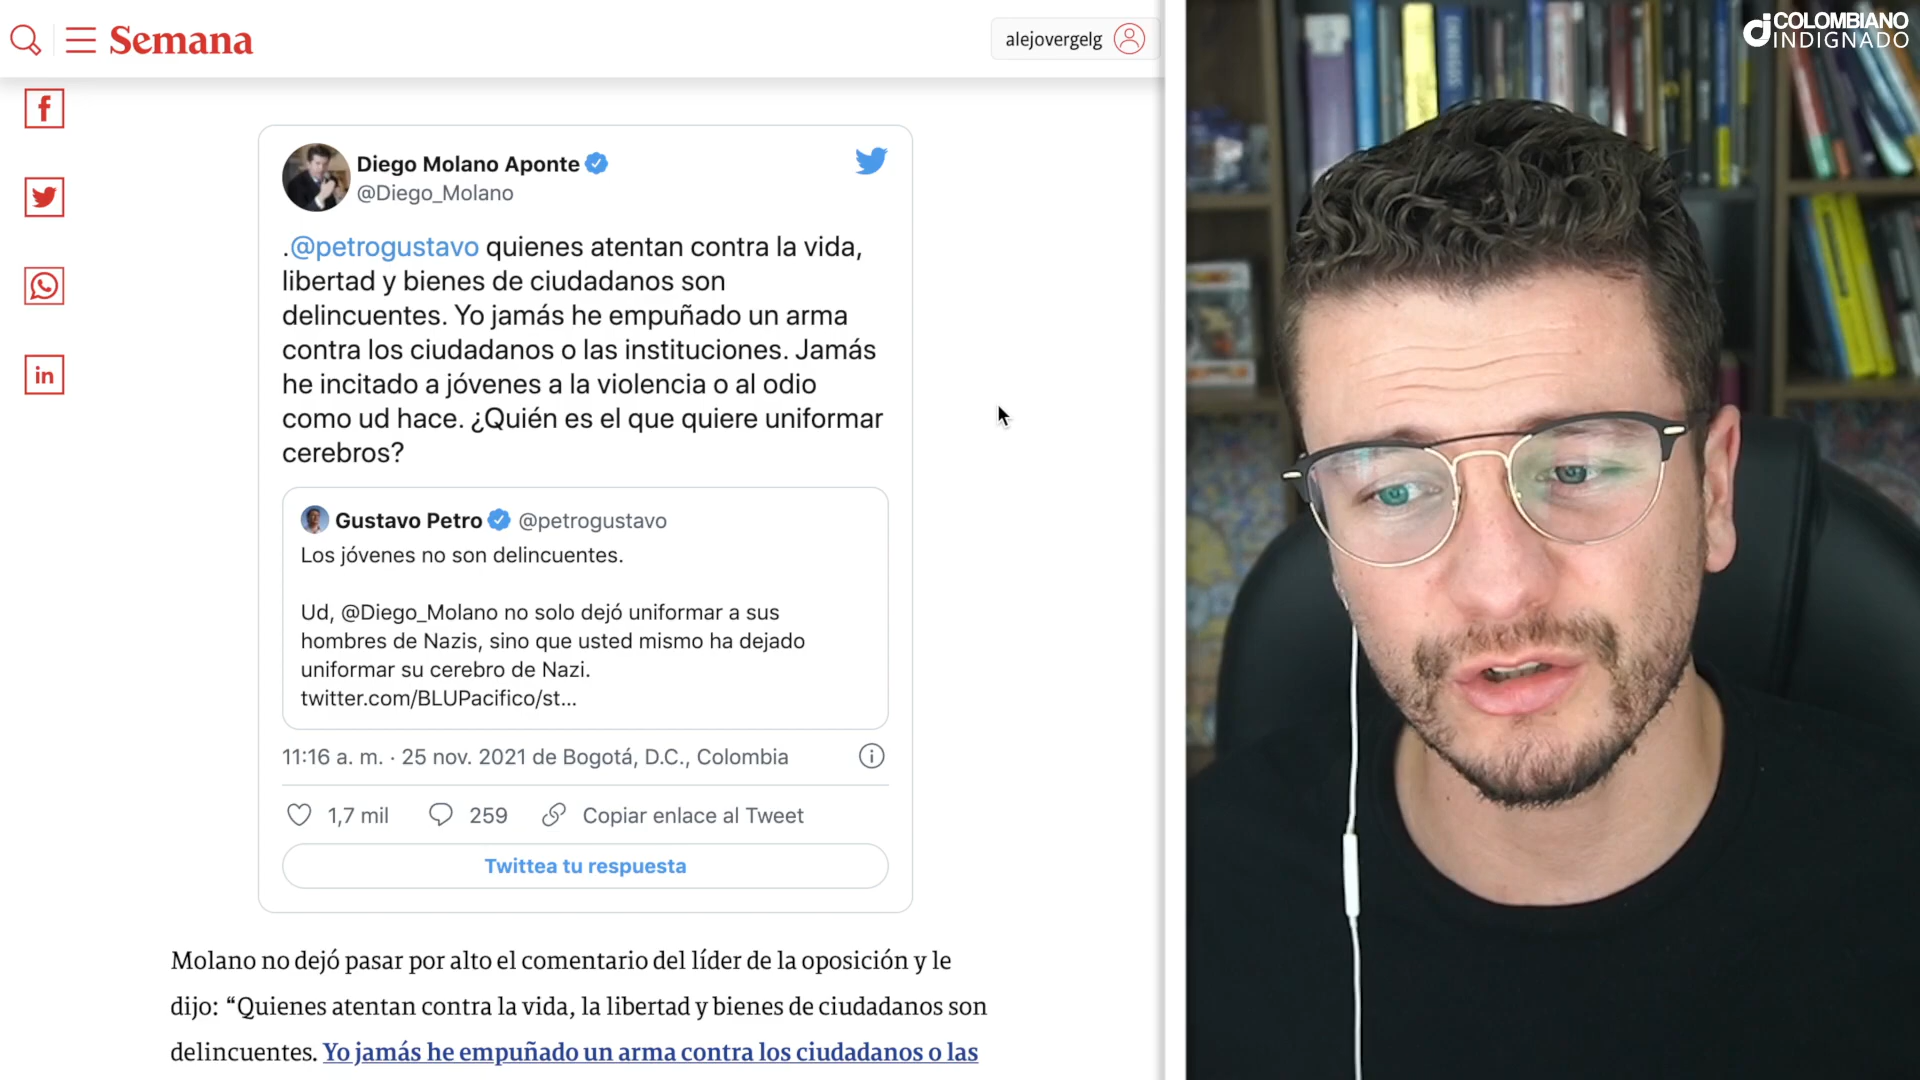 Semana
alejovergelg
COLOMBIANO
INDIGNADO
Diego Molano Aponte
@Diego_Molano
.@petrogustavo quienes atentan contra la vida,
libertad y bienes de ciudadanos son
delincuentes. Yo jamás he empuñado un arma
contra los ciudadanos o las instituciones. Jamás
he incitado a jóvenes a la violencia o al odio
como ud hace. ¿Quién es el que quiere uniformar
cerebros?
Gustavo Petro @petrogustavo
Los jóvenes no son delincuentes.
Ud, @Diego_Molano no solo dejó uniformar a sus
hombres de Nazis, sino que usted mismo ha dejado
uniformar su cerebro de Nazi.
twitter.com/BLUPacifico/st...
11:16 a. m. · 25 nov. 2021 de Bogotá, D.C., Colombia
1,7 mil 259 Copiar enlace al Tweet
Twittea tu respuesta
Molano no dejó pasar por alto el comentario del líder de la oposición y le
dijo: “Quienes atentan contra la vida, la libertad y bienes de ciudadanos son
delincuentes. Yo jamás he empuñado un arma contra los ciudadanos o las